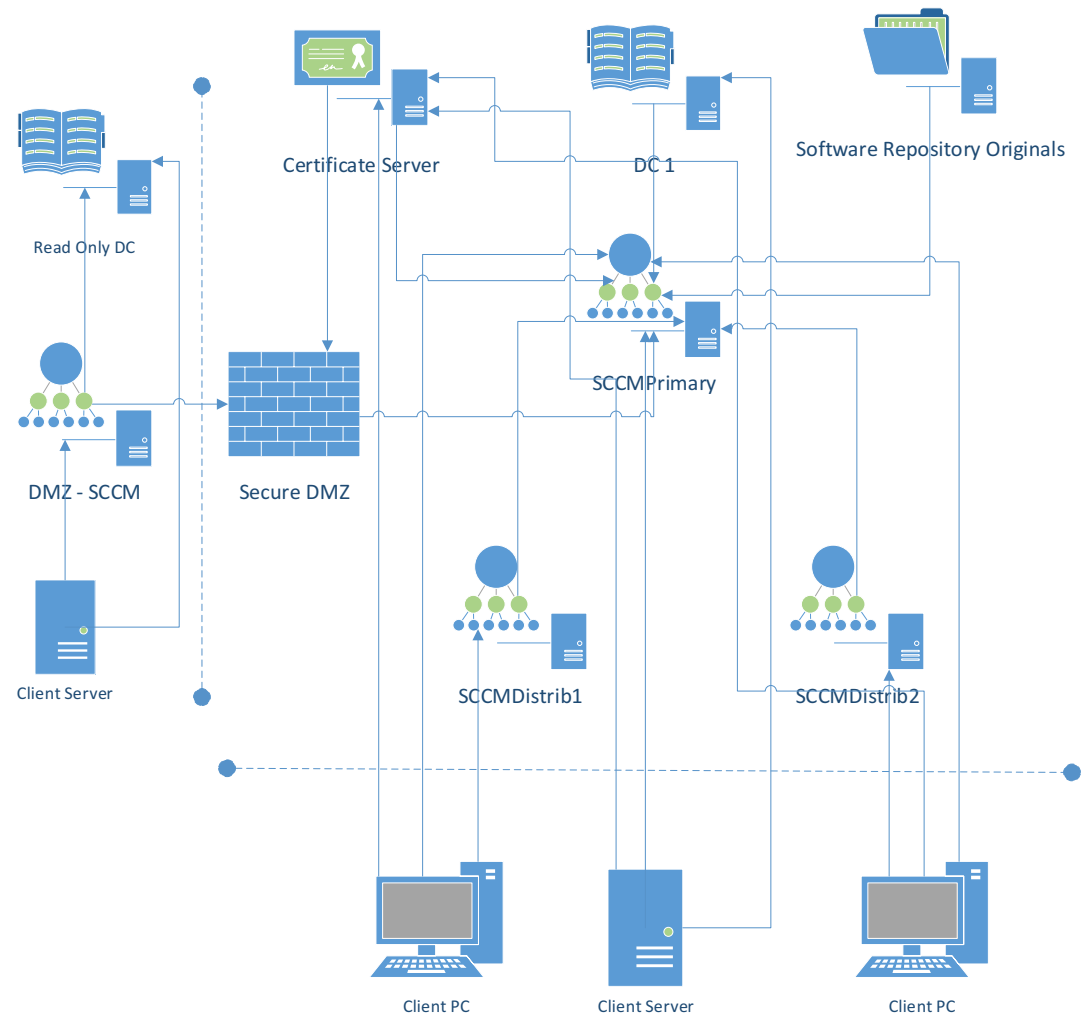 Certificate Server
DC 1
Software Repository Originals
Read Only DC
SCCMPrimary
DMZ - SCCM
Secure DMZ
Client Server
SCCMDistrib1
SCCMDistrib2
Client PC
Client Server
Client PC